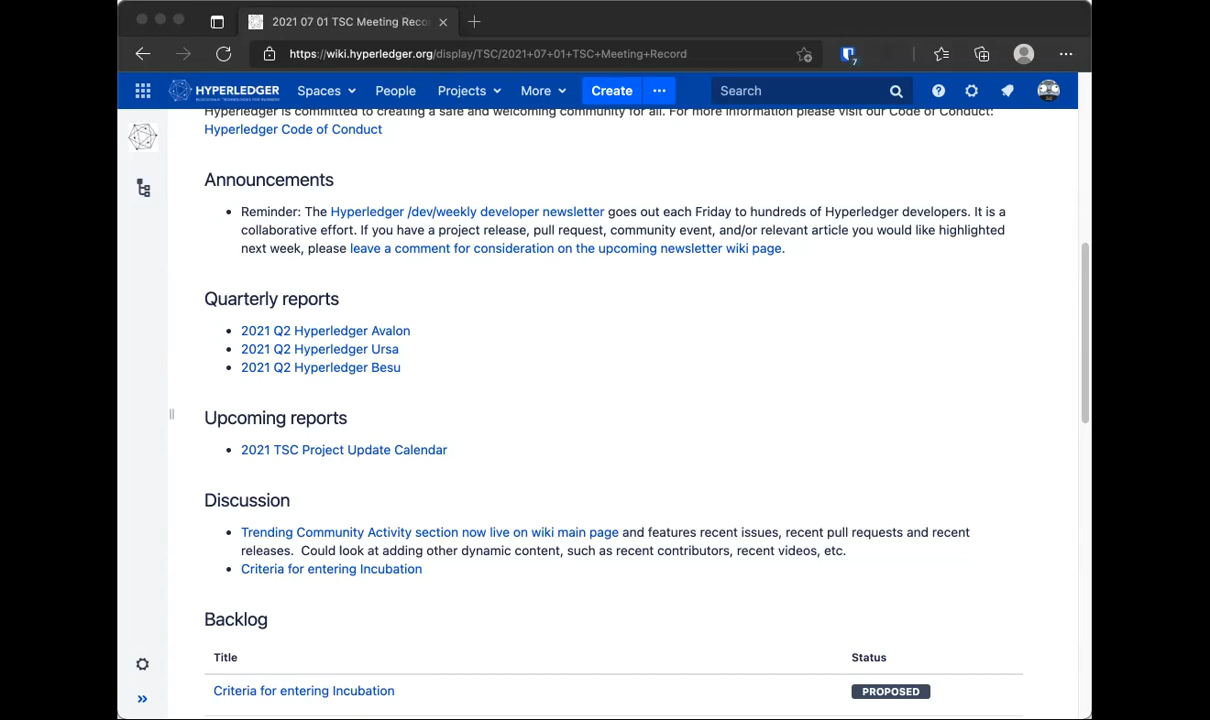 2021 07 01 TSC Meeting Reco
https://wiki.hyperledger.org/display/TSC/2021+07+01+TSC+Meeting+Record
7
HYPERLEDGER
Spaces
People
Projects
More
Create
Search
Hyperledger is committed to creating a safe and welcoming community for all. For more information please visit our Code of Conduct:
Hyperledger Code of Conduct
Announcements
Reminder: The Hyperledger /dev/weekly developer newsletter goes out each Friday to hundreds of Hyperledger developers. It is a
collaborative effort. If you have a project release, pull request, community event, and/or relevant article you would like highlighted
next week, please leave a comment for consideration on the upcoming newsletter wiki page.
Quarterly reports
2021 Q2 Hyperledger Avalon
2021 Q2 Hyperledger Ursa
2021 Q2 Hyperledger Besu
Upcoming reports
2021 TSC Project Update Calendar
Discussion
Trending Community Activity section now live on wiki main page and features recent issues, recent pull requests and recent
releases. Could look at adding other dynamic content, such as recent contributors, recent videos, etc.
Criteria for entering Incubation
Backlog
Title Status
Criteria for entering Incubation PROPOSED